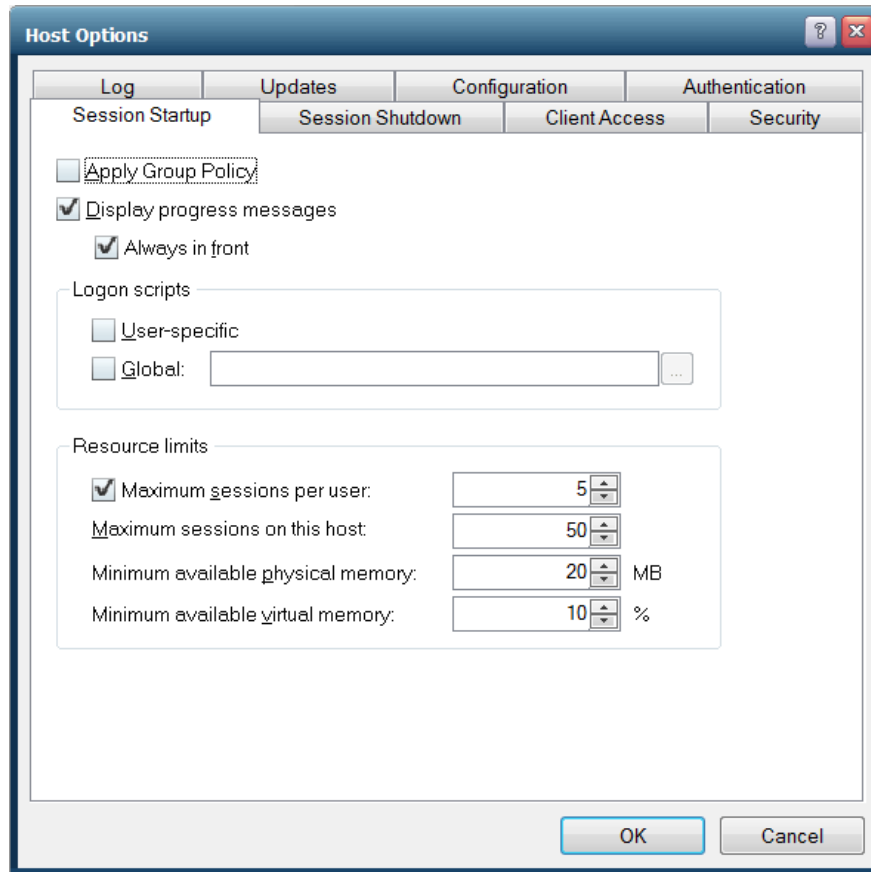 Host Options
Log Updates Configuration Authentication
Session Startup Session Shutdown Client Access Security
Apply Group Policy
Display progress messages
Always in front
Logon scripts
User-specific
Global: ...
Resource limits
Maximum sessions per user: 5
Maximum sessions on this host: 50
Minimum available physical memory: 20 MB
Minimum available virtual memory: 10 %
OK Cancel